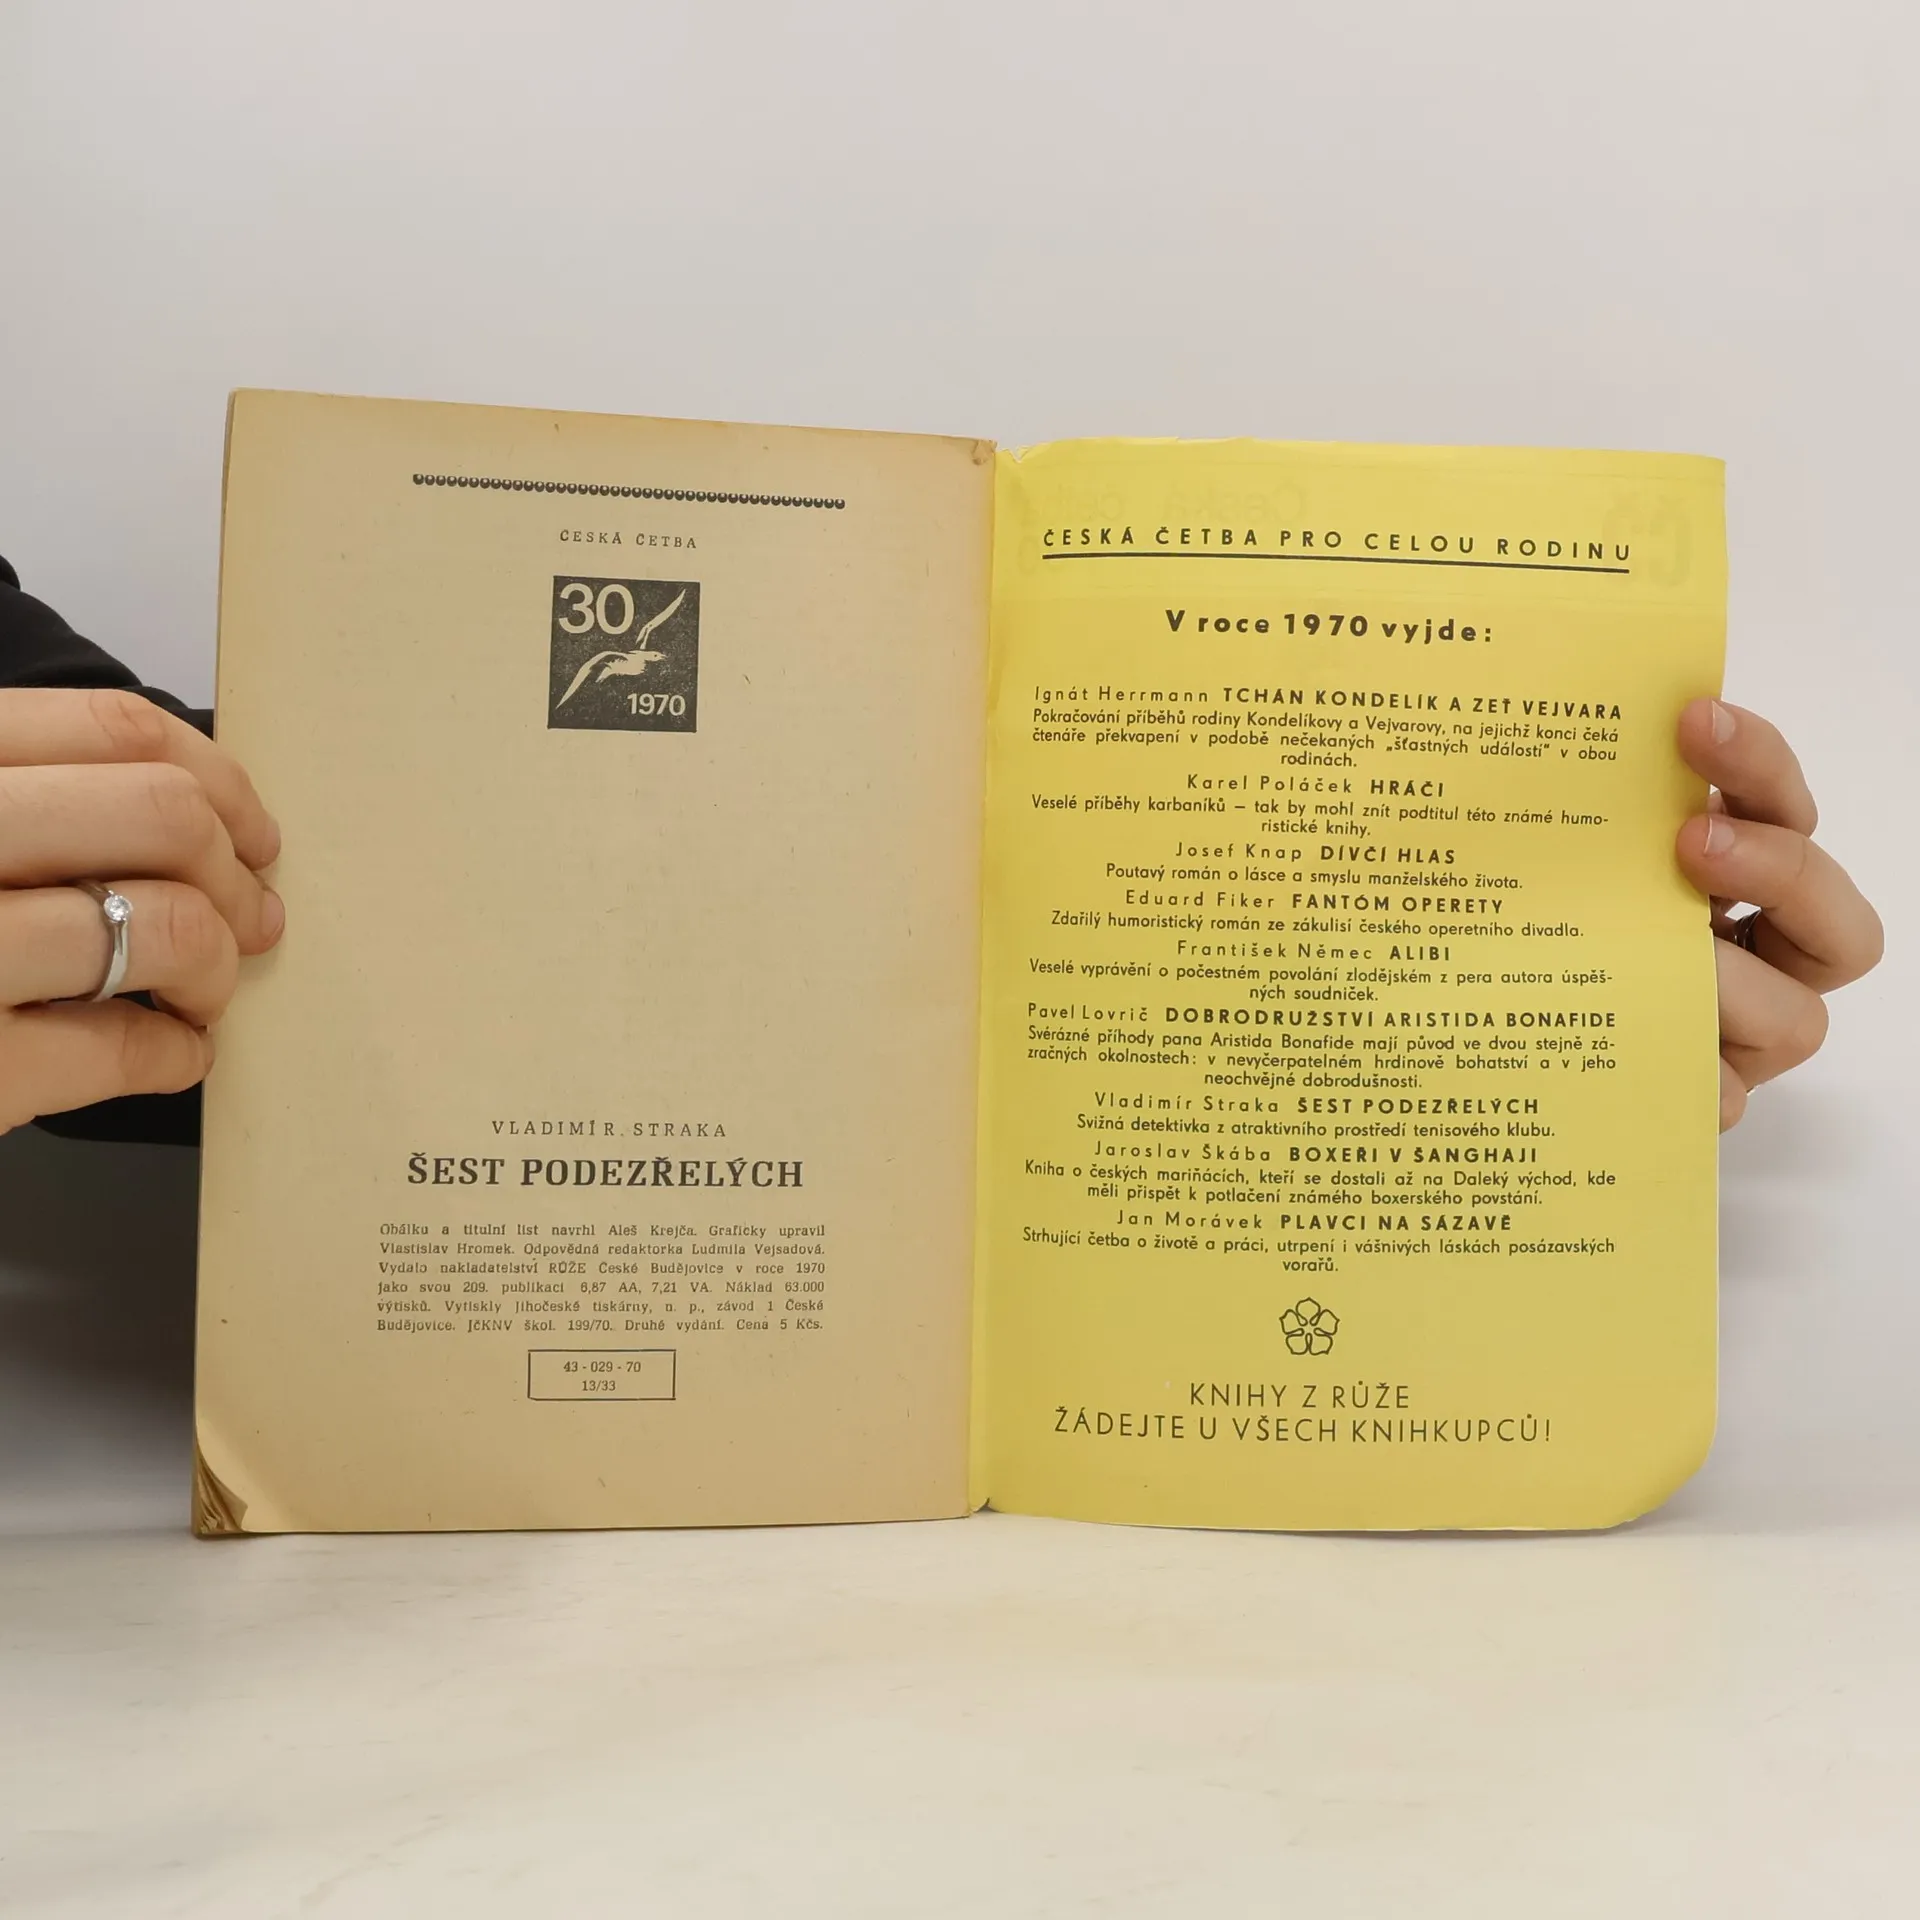 ČESKÁ ČETBA
30
1970
VLADIMÍR STRAKA
ŠEST PODEZŘELÝCH
Obálku a titulní list navrhl Aleš Krejča. Graficky upravil
Vlastislav Hromek. Odpovědná redaktorka Ludmila Vejsadová.
Vydalo nakladatelství RŮŽE České Budějovice v roce 1970
jako svou 209. publikaci 6,87 AA, 7,21 VA. Náklad 63.000
výtisků. Vytiskly Jihočeské tiskárny, n. p., závod 1 České
Budějovice. JčKNV škol. 199/70. Druhé vydání. Cena 5 Kčs.
43 - 029 - 70
13/33
ČESKÁ ČETBA PRO CELOU RODINU
V roce 1970 vyjde:
Ignát Herrmann TCHÁN KONDELÍK A ZEŤ VEJVARA
Pokračování příběhů rodiny Kondelíkovy a Vejvarovy, na jejichž konci čeká
čtenáře překvapení v podobě nečekaných „šťastných událostí“ v obou
rodinách.
Karel Poláček HRÁČI
Veselé příběhy karbaníků – tak by mohl znít podtitul této známé humo-
ristické knihy.
Josef Knap DÍVČÍ HLAS
Poutavý román o lásce a smyslu manželského života.
Eduard Fiker FANTÓM OPERETY
Zdařilý humoristický román ze zákulisí českého operetního divadla.
František Němec ALIBI
Veselé vyprávění o počestném povolání zlodějském z pera autora úspěš-
ných soudniček.
Pavel Lovrič DOBRODRUŽSTVÍ ARISTIDA BONAFIDE
Svérázné příhody pana Aristida Bonafide mají původ ve dvou stejně zá-
zračných okolnostech: v nevyčerpatelném hrdinově bohatství a v jeho
neochvějné dobrodušnosti.
Vladimír Straka ŠEST PODEZŘELÝCH
Svižná detektivka z atraktivního prostředí tenisového klubu.
Jaroslav Škába BOXEŘI V ŠANGHAJI
Kniha o českých mariňácích, kteří se dostali až na Daleký východ, kde
měli přispět k potlačení známého boxerského povstání.
Jan Morávek PLAVCI NA SÁZAVĚ
Strhující četba o životě a práci, utrpení i vášnivých láskách posázavských
vorařů.
KNIHY Z RŮŽE
ŽÁDEJTE U VŠECH KNIHKUPCŮ!